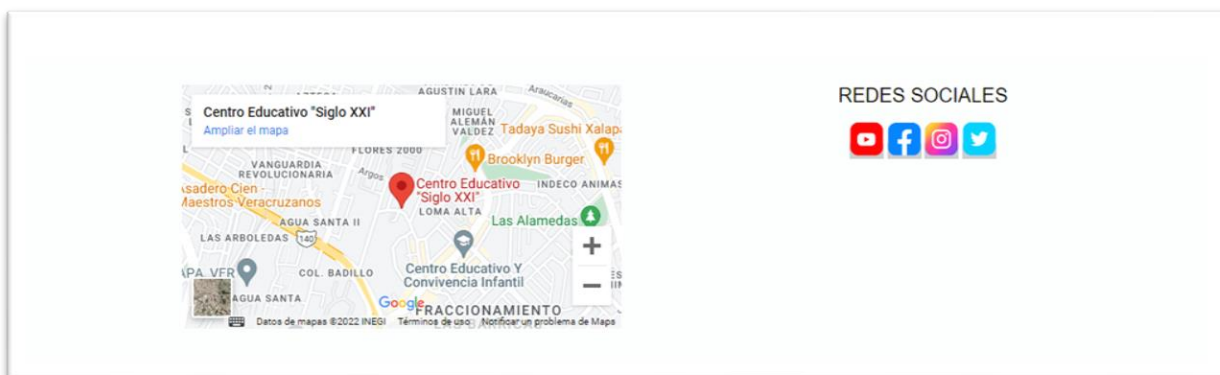 Centro Educativo "Siglo XXI"
Ampliar el mapa
AGUSTIN LARA
Araucarias
MIGUEL
ALEMÁN
VALDEZ
Tadaya Sushi Xalap
FLORES 2000
Brooklyn Burger
VANGUARDIA
REVOLUCIONARIA
Argos
Centro Educativo
"Siglo XXI"
INDECO ANIMAS
Asadero Cien -
Maestros Veracruzanos
LOMA ALTA
AGUA SANTA II
Las Alamedas
LAS ARBOLEDAS
140
COL. BADILLO
Centro Educativo Y
Convivencia Infantil
APA, VER
AGUA SANTA
Google
FRACCIONAMIENTO
Datos de mapas ©2022 INEGI
Términos de uso
Notificar un problema de Maps
REDES SOCIALES